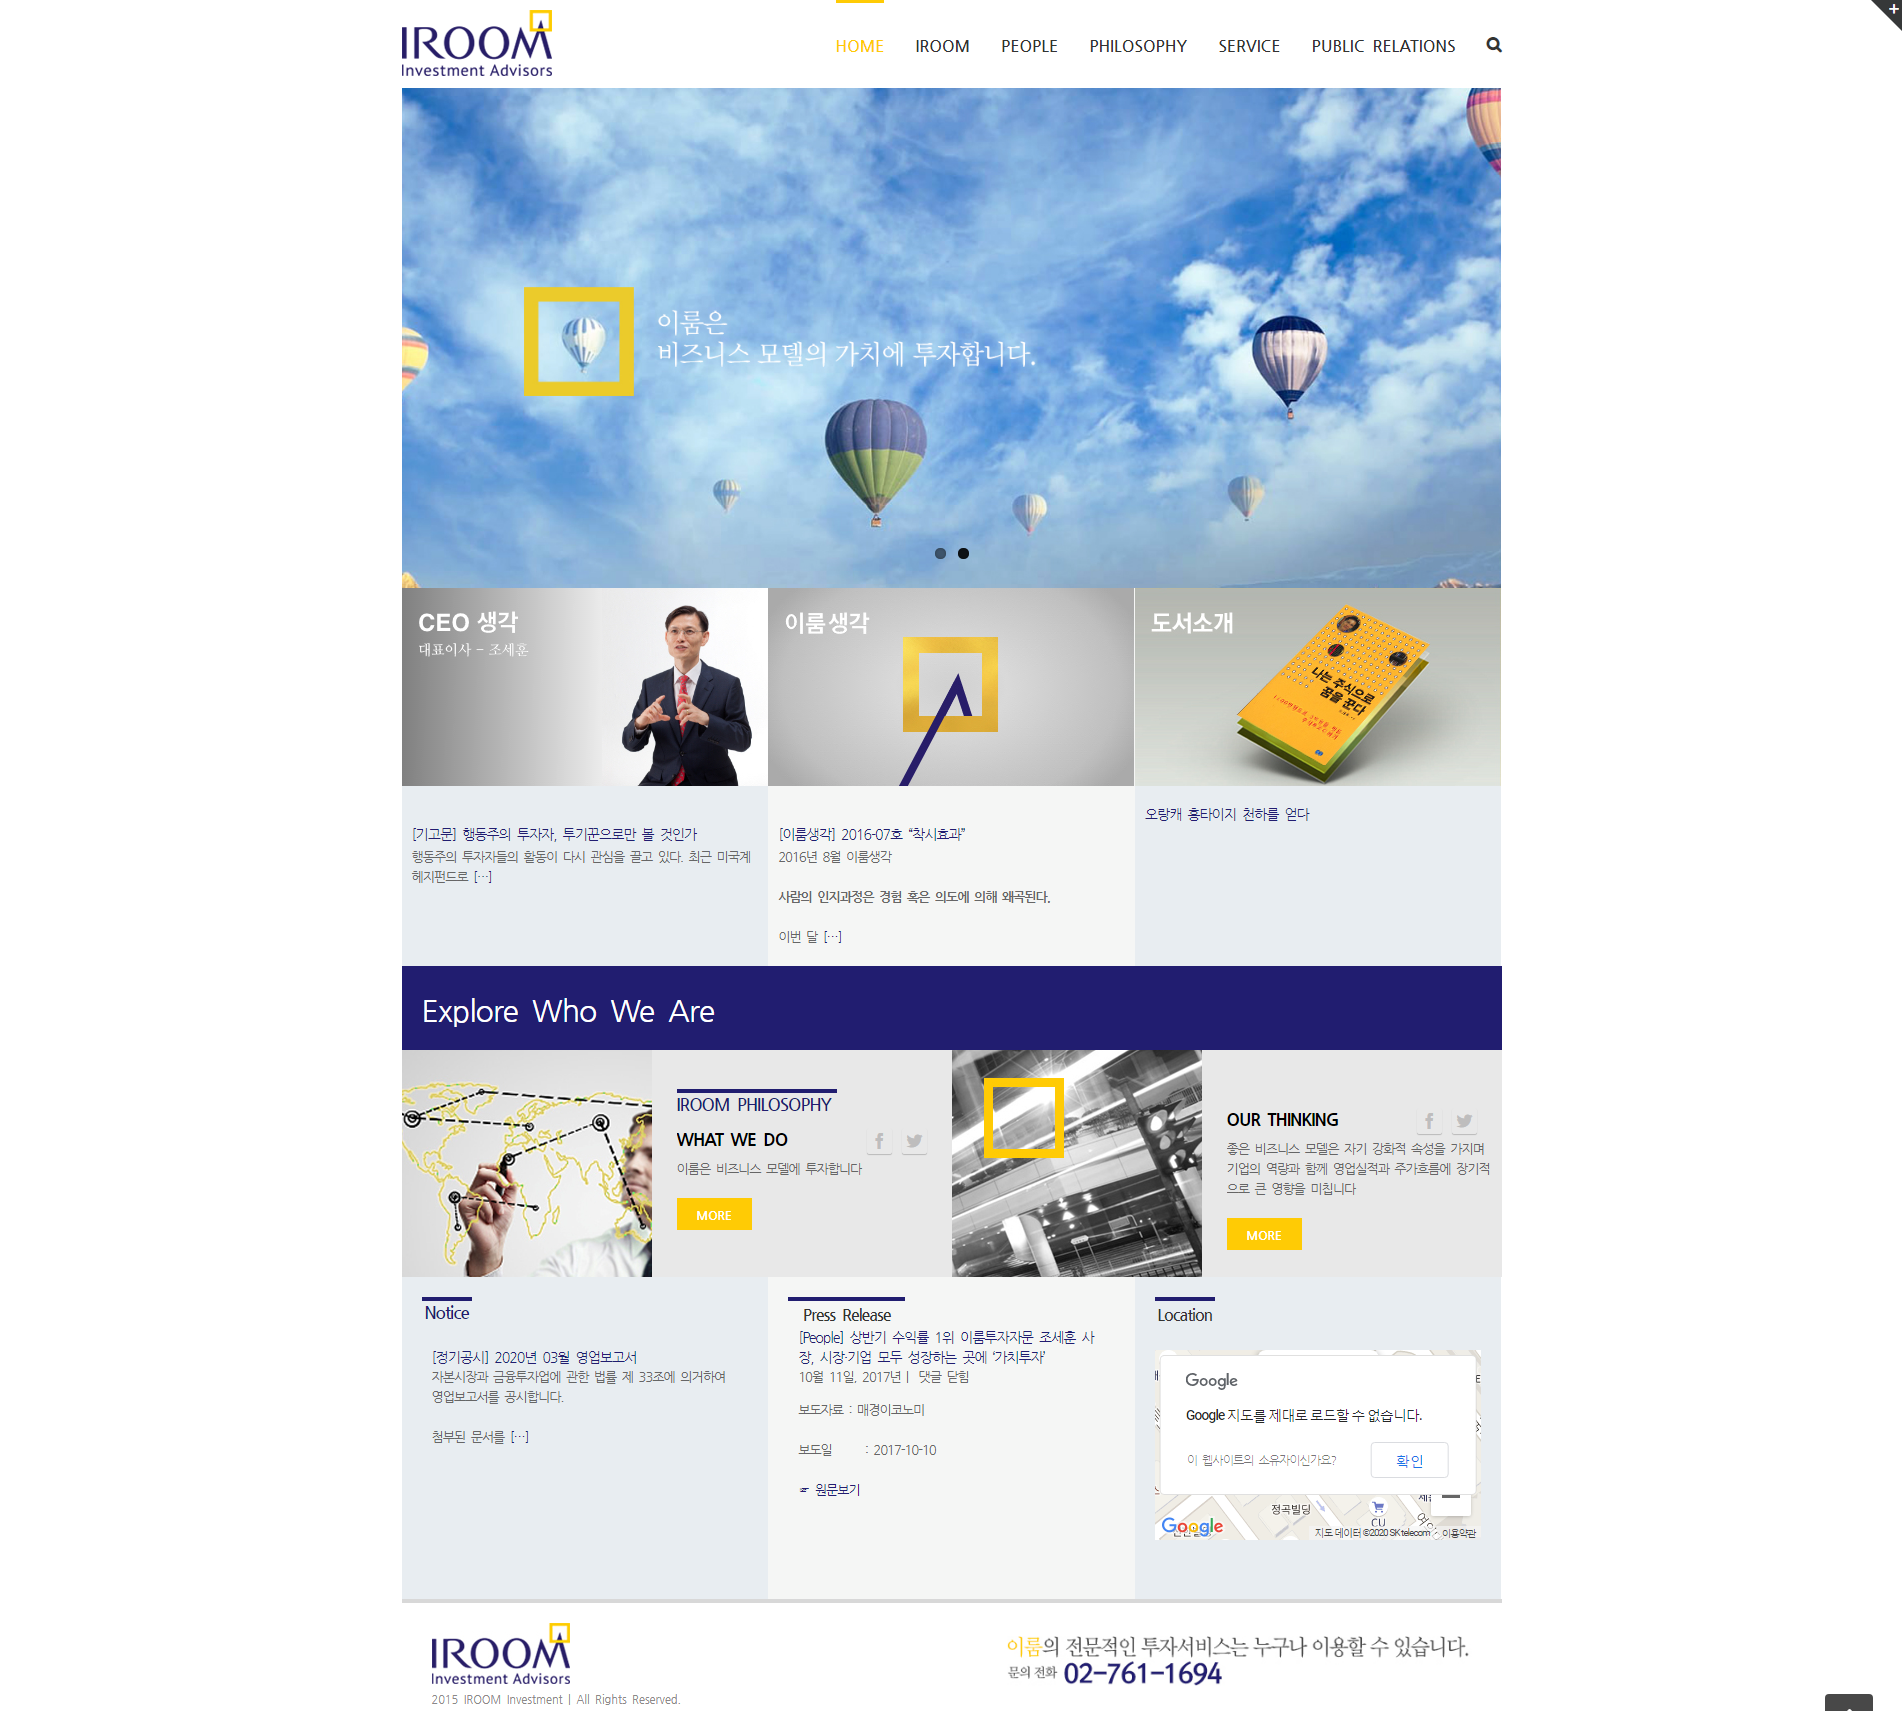 IROOM
Investment Advisors
HOME
IROOM
PEOPLE
PHILOSOPHY
SERVICE
PUBLIC RELATIONS
이룸은
비즈니스 모델의 가치에 투자합니다.
CEO 생각
대표이사 - 조세훈
이룸생각
도서소개
나는 주식으로
꿈을 꾼다
[기고문] 행동주의 투자자, 투기꾼으로만 볼 것인가
행동주의 투자자들의 활동이 다시 관심을 끌고 있다. 최근 미국계
헤지펀드로 [···]
[이룸생각] 2016-07호 “착시효과”
2016년 8월 이룸생각
사람의 인지과정은 경험 혹은 의도에 의해 왜곡된다.
이번 달 [···]
오랑캐 홍타이지 천하를 얻다
Explore Who We Are
IROOM PHILOSOPHY
WHAT WE DO
이룸은 비즈니스 모델에 투자합니다
MORE
OUR THINKING
좋은 비즈니스 모델은 자기 강화적 속성을 가지며
기업의 역량과 함께 영업실적과 주가흐름에 장기적
으로 큰 영향을 미칩니다
MORE
Notice
[정기공시] 2020년 03월 영업보고서
자본시장과 금융투자업에 관한 법률 제 33조에 의거하여
영업보고서를 공시합니다.
첨부된 문서를 [···]
Press Release
[People] 상반기 수익률 1위 이룸투자자문 조세훈 사
장, 시장·기업 모두 성장하는 곳에 ‘가치투자’
10월 11일, 2017년 | 댓글 닫힘
보도자료 : 매경이코노미
보도일 : 2017-10-10
☞ 원문보기
Location
Google
Google 지도를 제대로 로드할 수 없습니다.
이 웹사이트의 소유자이신가요?
확인
정곡빌딩
CU
Google
지도 데이터 ©2020 SK telecom
이용약관
IROOM
Investment Advisors
2015 IROOM Investment | All Rights Reserved.
이룸의 전문적인 투자서비스는 누구나 이용할 수 있습니다.
문의 전화 02-761-1694